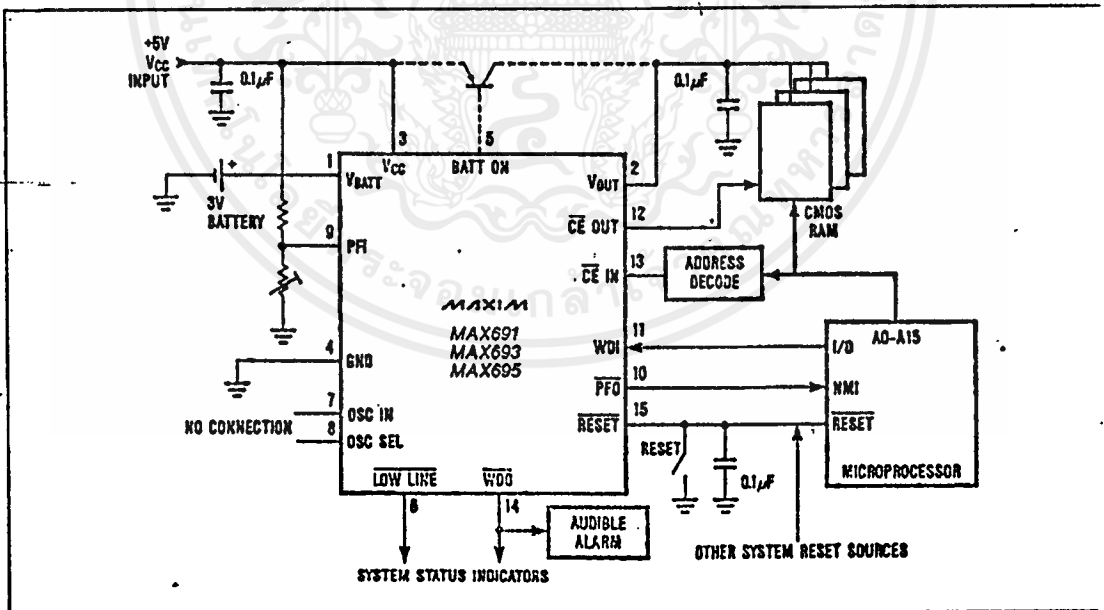 +5V
VCC
INPUT
0.1µF
0.1µF
3
5
1
VCC
BATT ON
2
VBATT
VOUT
3V
BATTERY
12
CE OUT
CMOS
RAM
9
PFI
13
CE IN
ADDRESS
DECODE
MAXIM
MAX691
MAX693
MAX695
11
WDI
A0-A15
I/O
4
GND
10
PFO
NMI
7
OSC IN
15
RESET
RESET
RESET
NO CONNECTION
8
OSC SEL
MICROPROCESSOR
0.1µF
LOW LINE
WDO
6
14
AUDIBLE
ALARM
OTHER SYSTEM RESET SOURCES
SYSTEM STATUS INDICATORS